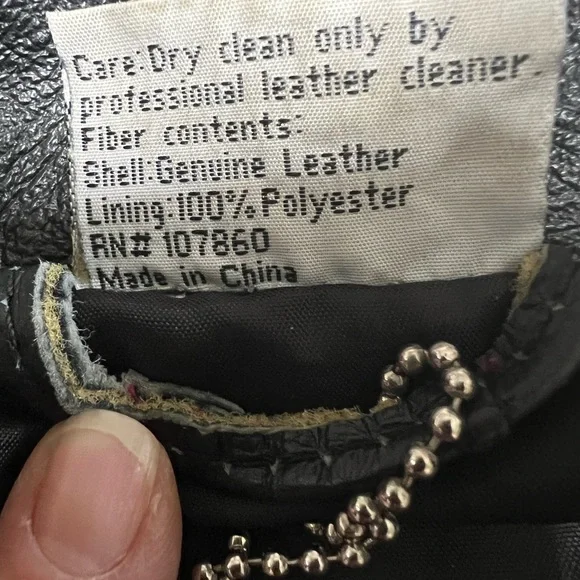 Care:Dry clean only by
professional leather cleaner.
Fiber contents:
Shell:Genuine Leather
Lining:100% Polyester
RN# 107860
Made in China